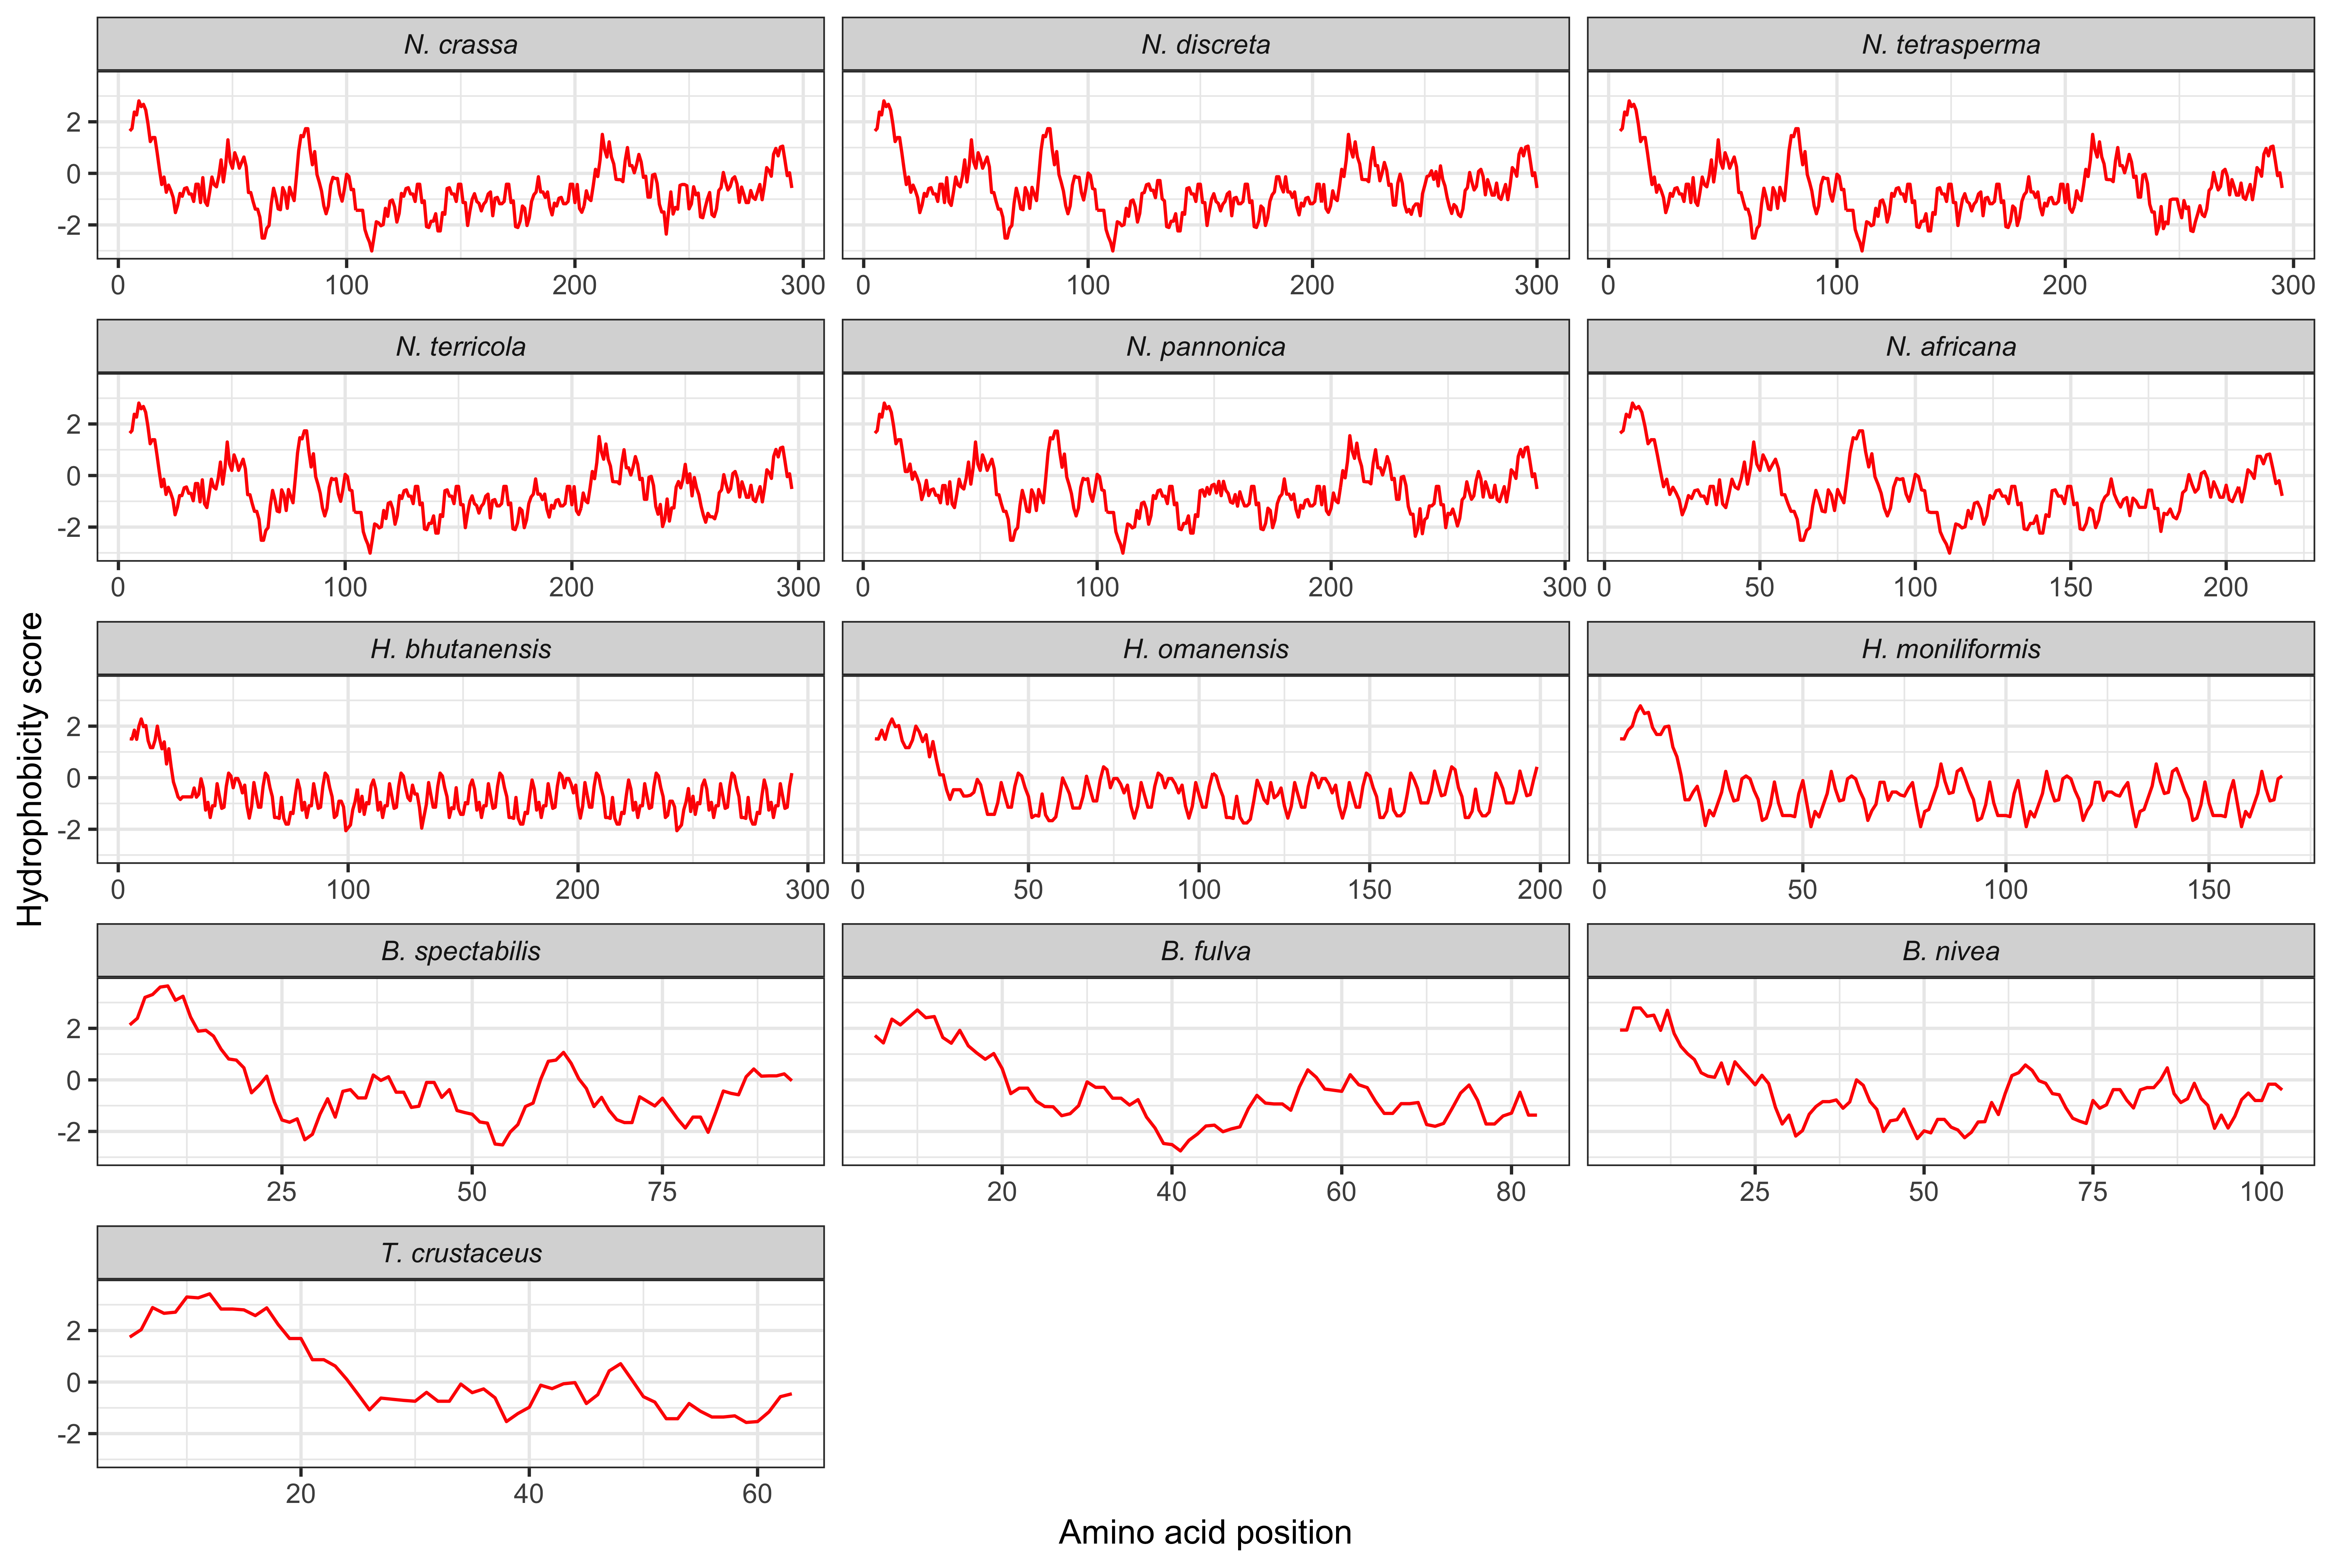 N. crassa N. discreta N. tetrasperma
2
0
-2
0 100 200 300 0 100 200 300 0 100 200 300
N. terricola N. pannonica N. africana
2
0
-2
0 100 200 300 0 100 200 300 0 50 100 150 200
Hydrophobicity score
H. bhutanensis H. omanensis H. moniliformis
2
0
-2
0 100 200 300 0 50 100 150 200 0 50 100 150
B. spectabilis B. fulva B. nivea
2
0
-2
25 50 75 20 40 60 80 25 50 75 100
T. crustaceus
2
0
-2
20 40 60
Amino acid position